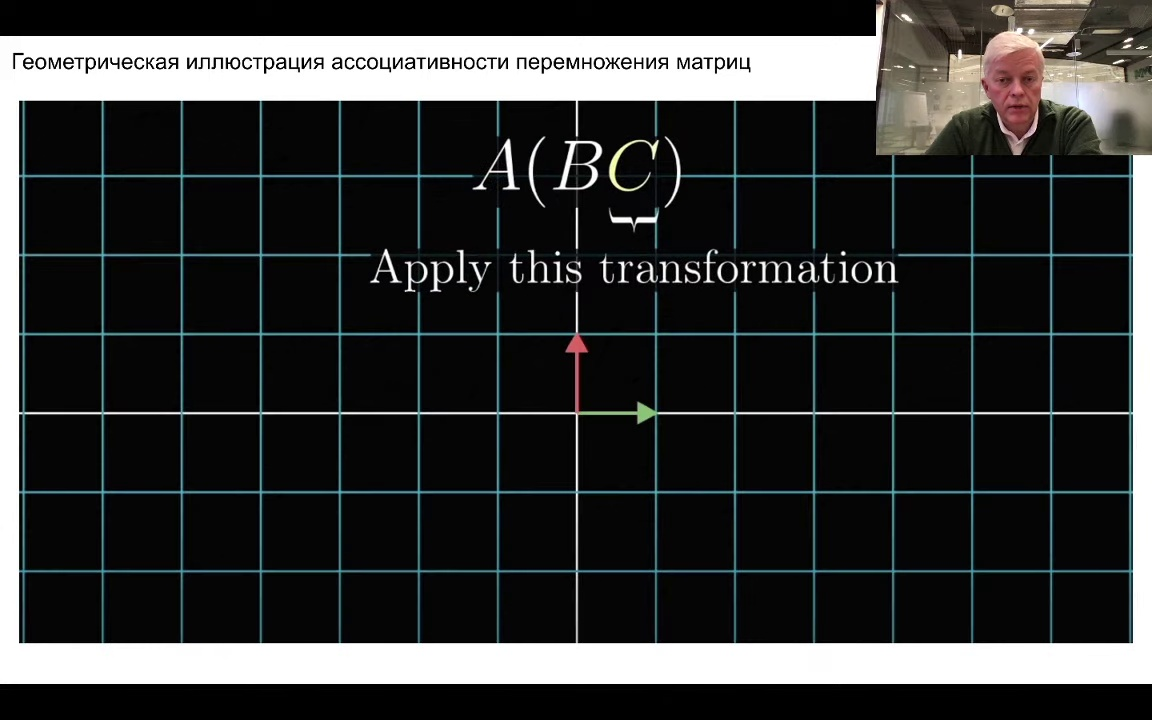 Геометрическая иллюстрация ассоциативности перемножения матриц
A(BC)
Apply this transformation